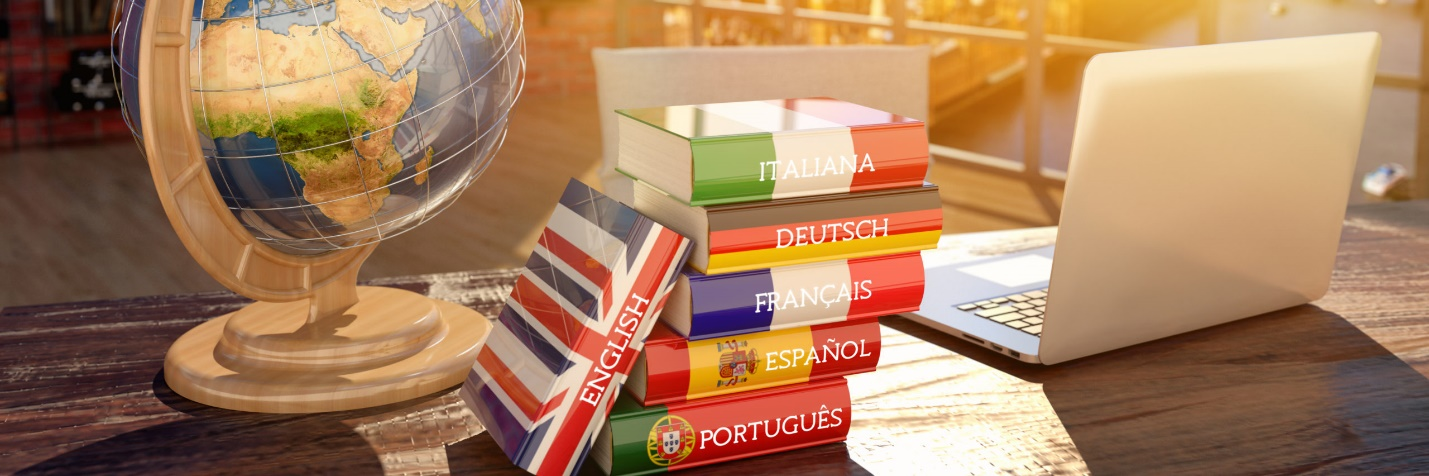 ITALIANA
DEUTSCH
FRANÇAIS
ESPAÑOL
PORTUGUÊS
ENGLISH